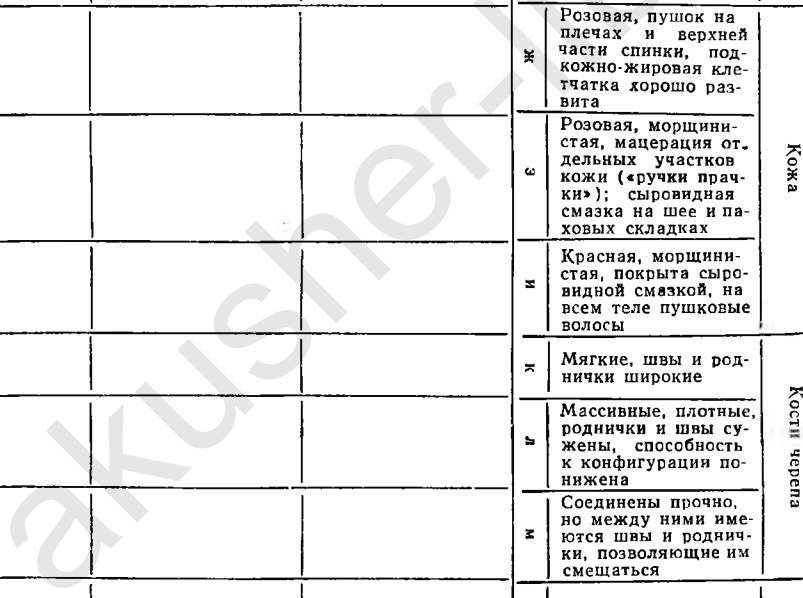 ж
Розовая, пушок на
плечах и верхней
части спинки, под-
кожно-жировая кле-
тчатка хорошо раз-
вита
з
Розовая, морщини-
стая, мацерация от.
дельных участков
кожи («ручки прач-
ки»); сыровидная
смазка на шее и па-
ховых складках
и
Красная, морщини-
стая, покрыта сыро-
видной смазкой, на
всем теле пушковые
волосы
Кожа
к
Мягкие, швы и род-
нички широкие
л
Массивные, плотные,
роднички и швы су-
жены, способность
к конфигурации по-
нижена
м
Соединены прочно,
но между ними име-
ются швы и роднич-
ки, позволяющие им
смещаться
Кости черепа
akusher-l